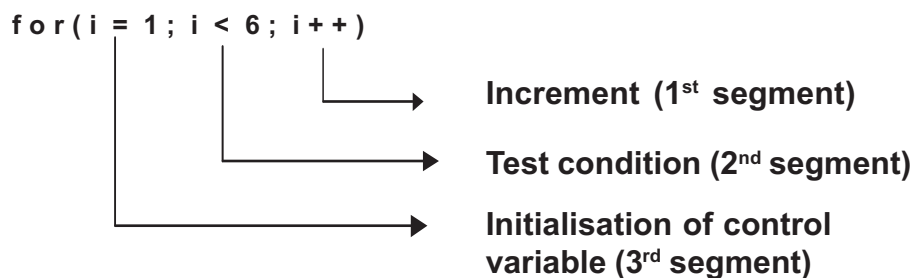 for(i = 1; i < 6; i++)
Increment (1st segment)
Test condition (2nd segment)
Initialisation of control
variable (3rd segment)